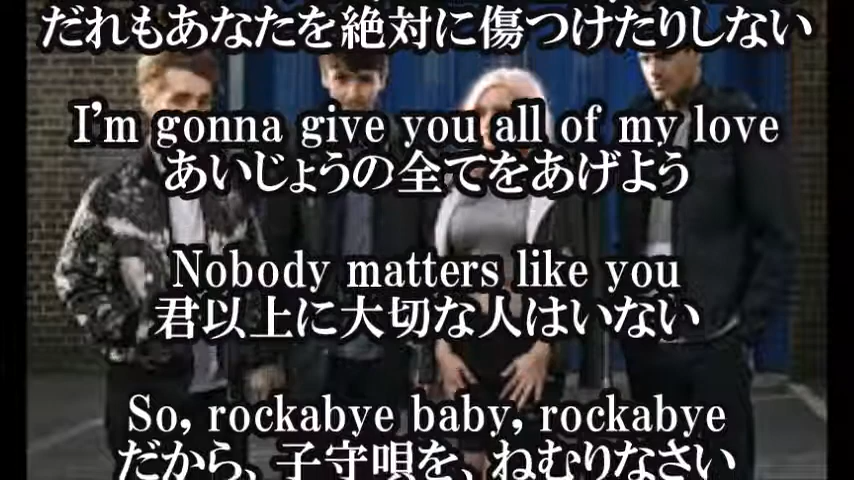 だれもあなたを絶対に傷つけたりしない
I'm gonna give you all of my love
あいじょうの全てをあげよう
Nobody matters like you
君以上に大切な人はいない
So, rockabye baby, rockabye
だから、子守唄を、ねむりなさい